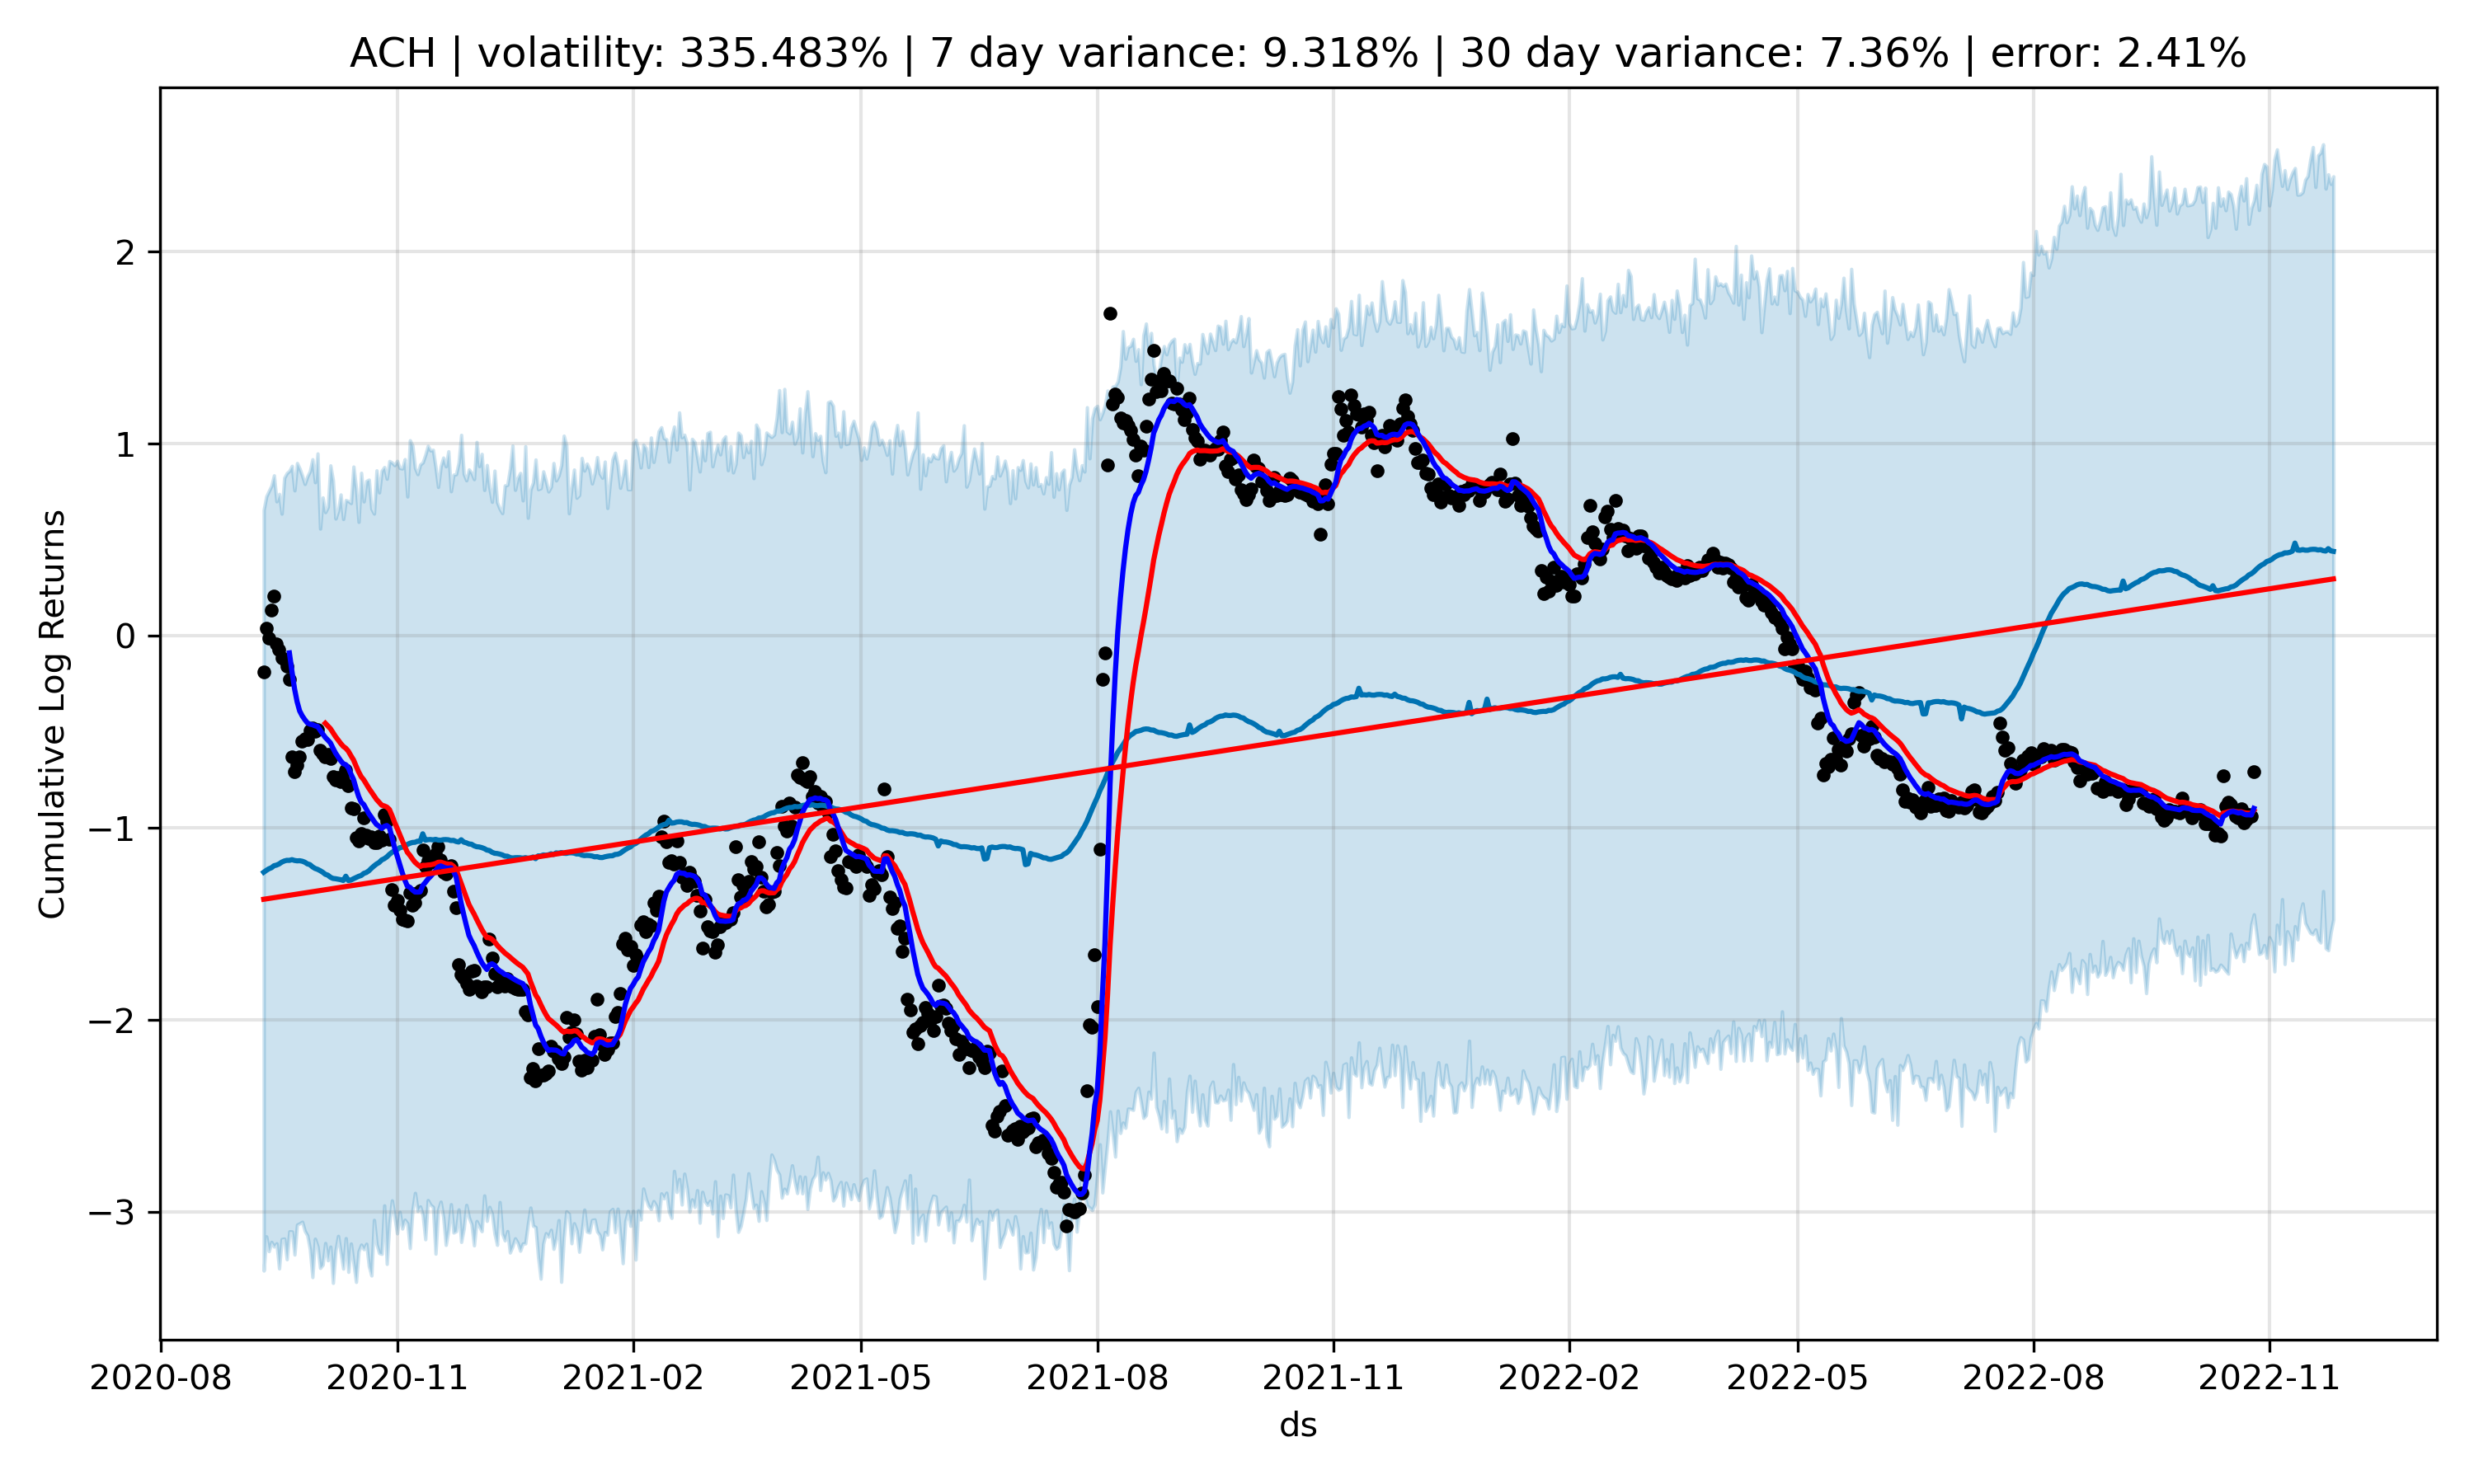 ACH | volatility: 335.483% | 7 day variance: 9.318% | 30 day variance: 7.36% | error: 2.41%
Cumulative Log Returns
2
1
0
−1
−2
−3
2020-08 2020-11 2021-02 2021-05 2021-08 2021-11 2022-02 2022-05 2022-08 2022-11
ds